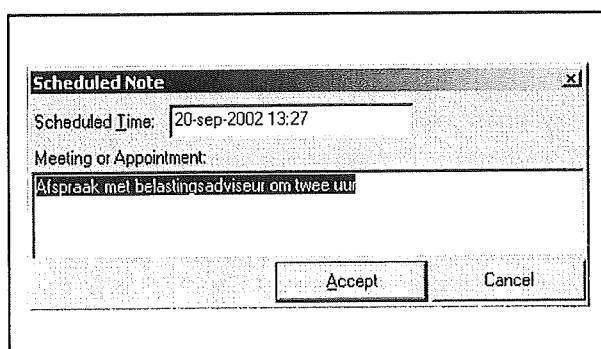 Scheduled Note
Scheduled Time: 20-sep-2002 13:27
Meeting or Appointment:
Afspraak met belastingsadviseur om twee uur
Accept Cancel